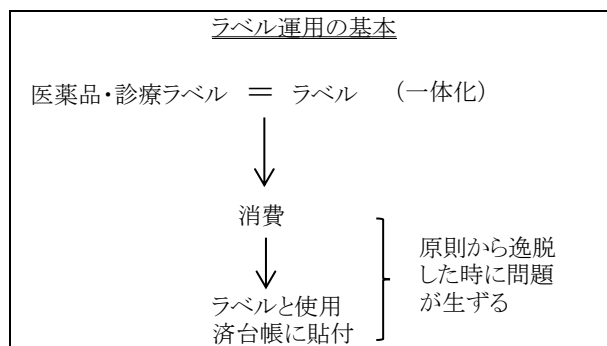 ラベル運用の基本
医薬品・診療ラベル ＝ ラベル （一体化）
消費
原則から逸脱
した時に問題
が生ずる
ラベルと使用
済台帳に貼付